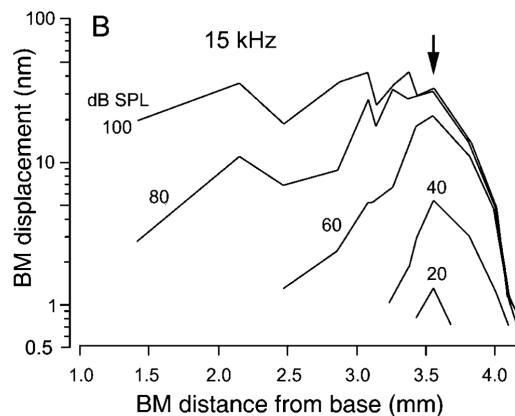 B
15 kHz
100
dB SPL
100
80
60
40
20
10
1
0.5
BM displacement (nm)
1.0 1.5 2.0 2.5 3.0 3.5 4.0
BM distance from base (mm)